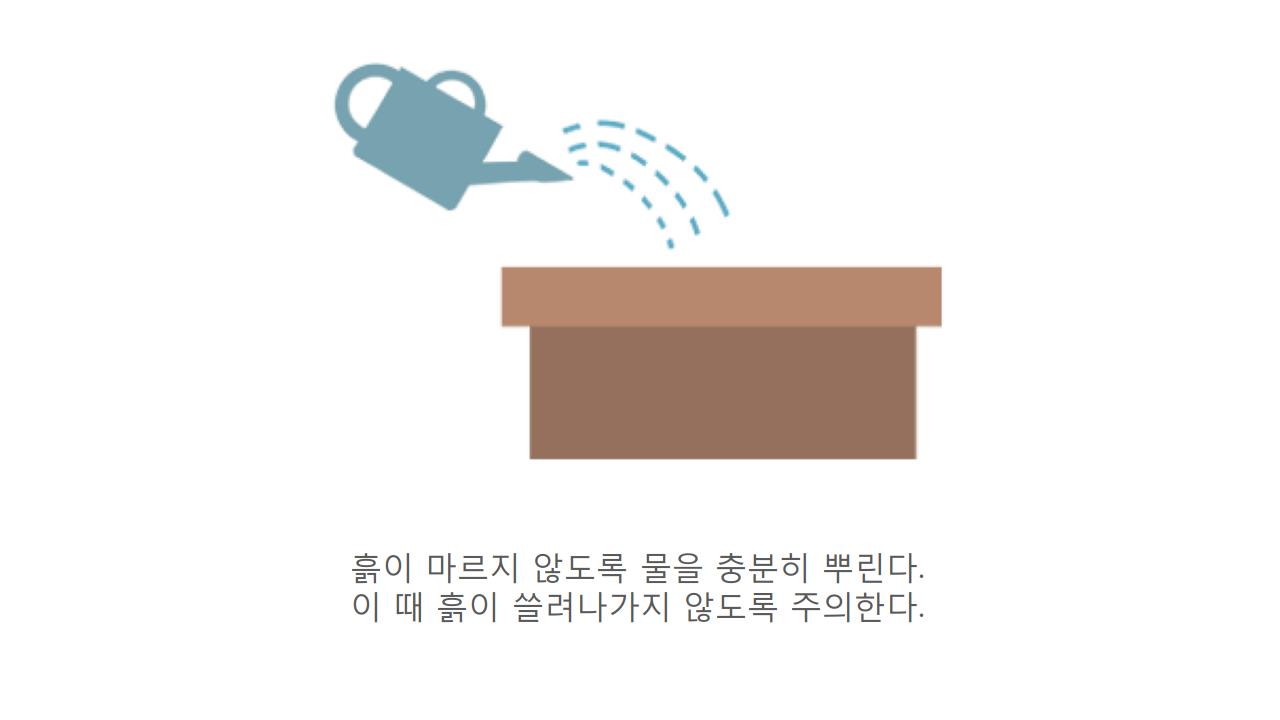 흙이 마르지 않도록 물을 충분히 뿌린다.
이 때 흙이 쓸려나가지 않도록 주의한다.